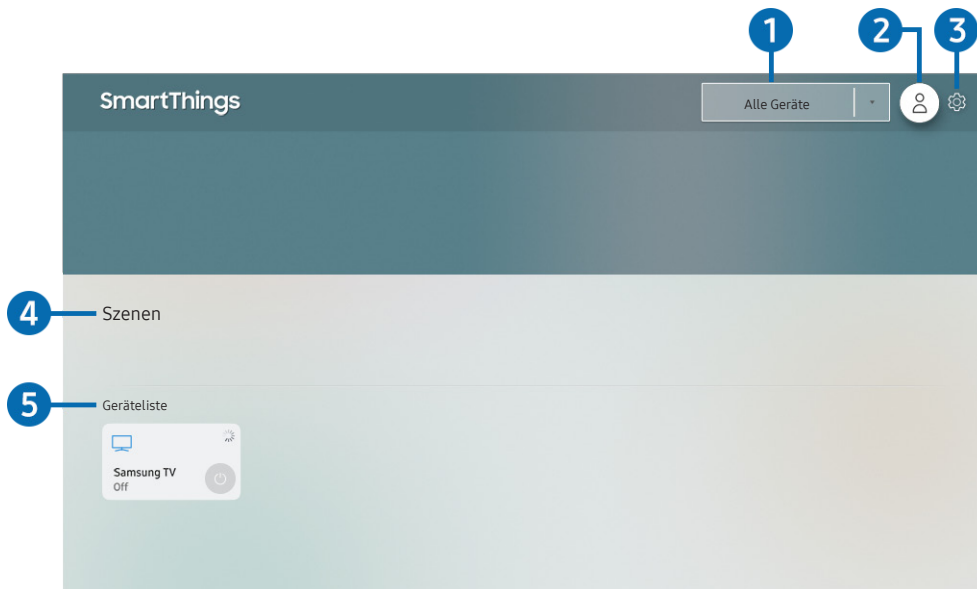 1 2 3
SmartThings
Alle Geräte
4 Szenen
5 Geräteliste
Samsung TV
Off